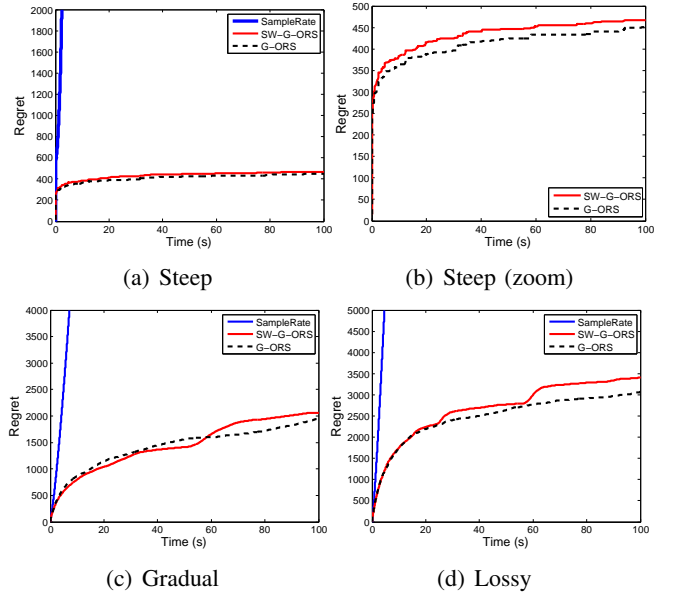 2000
1800
1600
1400
1200
1000
800
600
400
200
0
Regret
0 20 40 60 80 100
Time (s)
SampleRate
SW-G-ORS
G-ORS
(a) Steep
500
450
400
350
300
250
200
150
100
50
0
Regret
0 20 40 60 80 100
Time (s)
SW-G-ORS
G-ORS
(b) Steep (zoom)
4000
3500
3000
2500
2000
1500
1000
500
0
Regret
0 20 40 60 80 100
Time (s)
SampleRate
SW-G-ORS
G-ORS
(c) Gradual
5000
4500
4000
3500
3000
2500
2000
1500
1000
500
0
Regret
0 20 40 60 80 100
Time (s)
SampleRate
SW-G-ORS
G-ORS
(d) Lossy